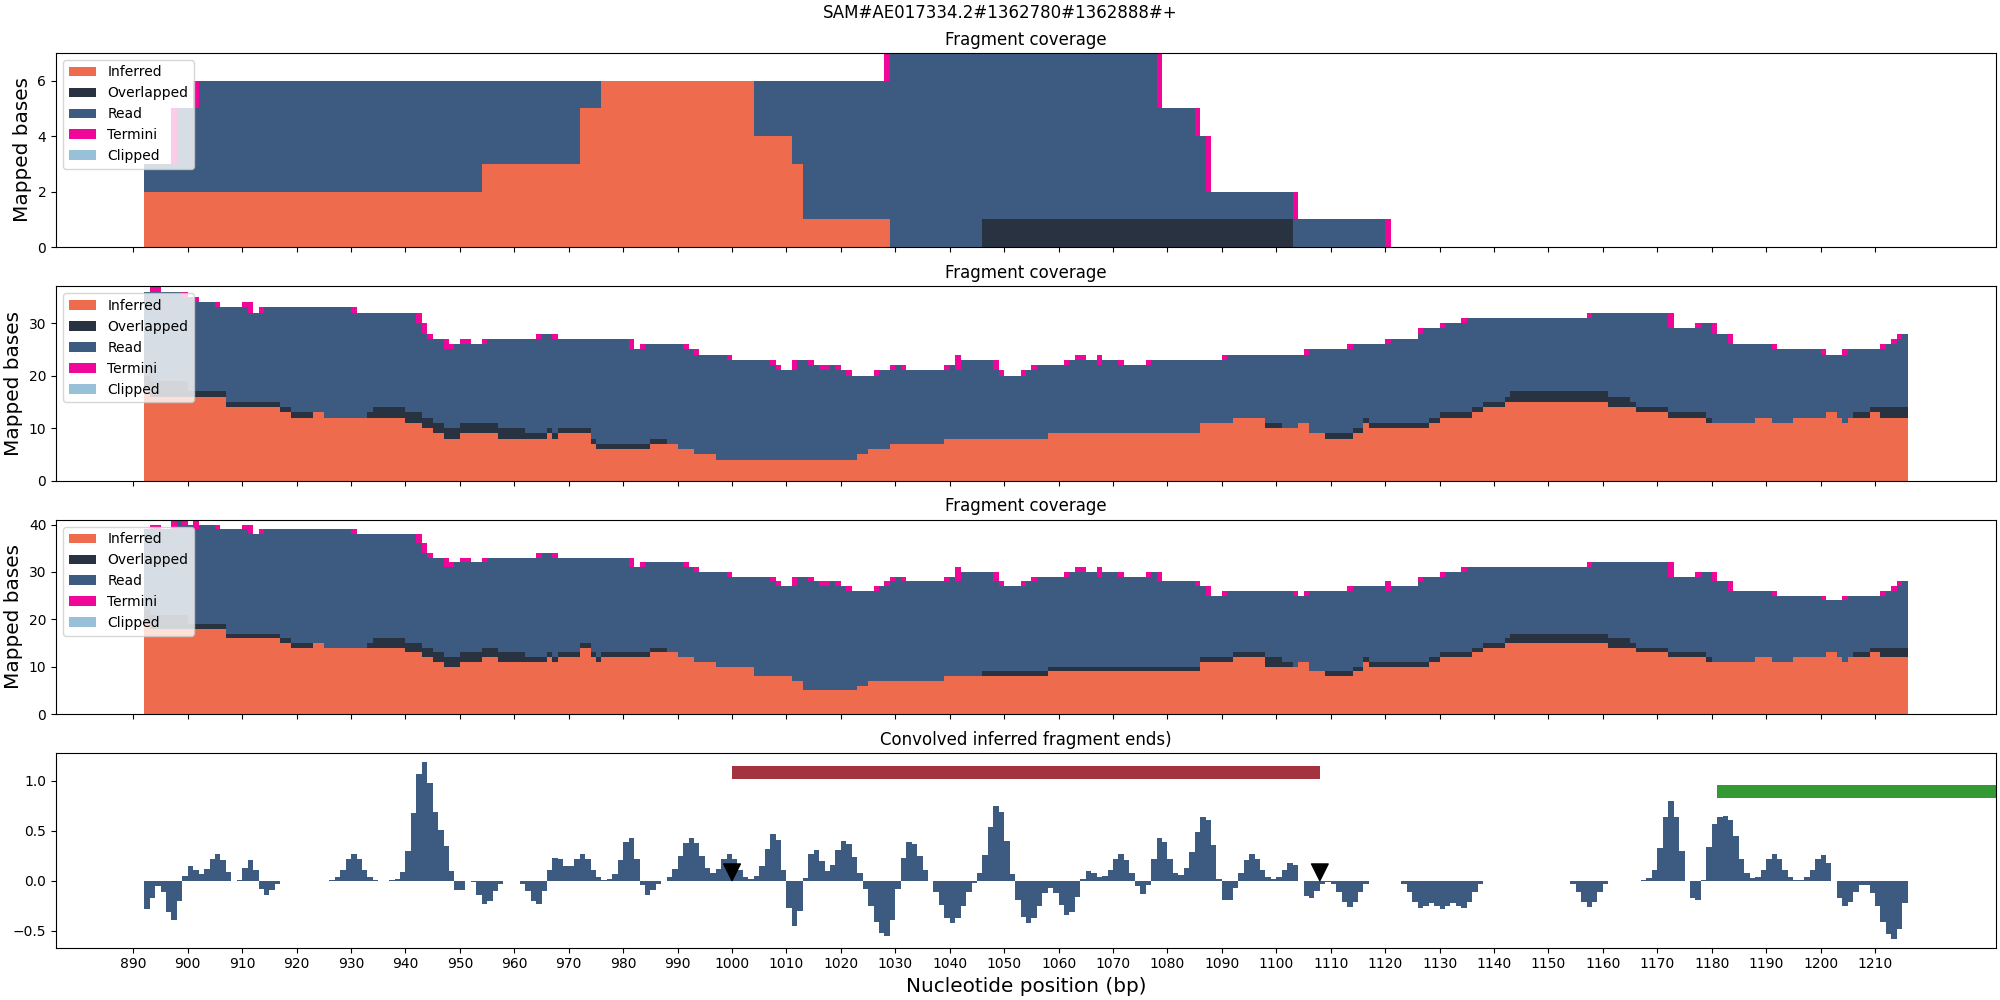 SAM#AE017334.2#1362780#1362888#+
Fragment coverage
Mapped bases
6
4
2
0
Inferred
Overlapped
Read
Termini
Clipped
Fragment coverage
Mapped bases
30
20
10
0
Inferred
Overlapped
Read
Termini
Clipped
Fragment coverage
Mapped bases
40
30
20
10
0
Inferred
Overlapped
Read
Termini
Clipped
Convolved inferred fragment ends)
1.0
0.5
0.0
−0.5
890 900 910 920 930 940 950 960 970 980 990 1000 1010 1020 1030 1040 1050 1060 1070 1080 1090 1100 1110 1120 1130 1140 1150 1160 1170 1180 1190 1200 1210
Nucleotide position (bp)